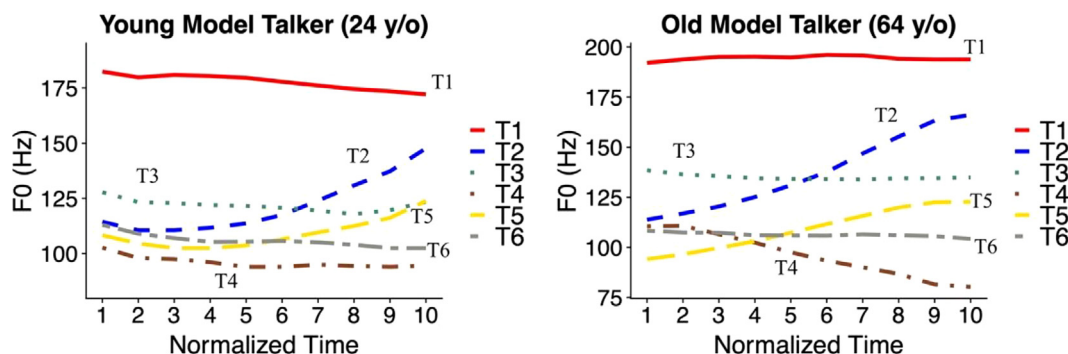 Young Model Talker (24 y/o)
F0 (Hz)
175
150
125
100
T1
T2
T3
T5
T6
T4
T1
T2
T3
T4
T5
T6
1 2 3 4 5 6 7 8 9 10
Normalized Time
Old Model Talker (64 y/o)
F0 (Hz)
200
175
150
125
100
75
T1
T2
T3
T5
T6
T4
T1
T2
T3
T4
T5
T6
1 2 3 4 5 6 7 8 9 10
Normalized Time